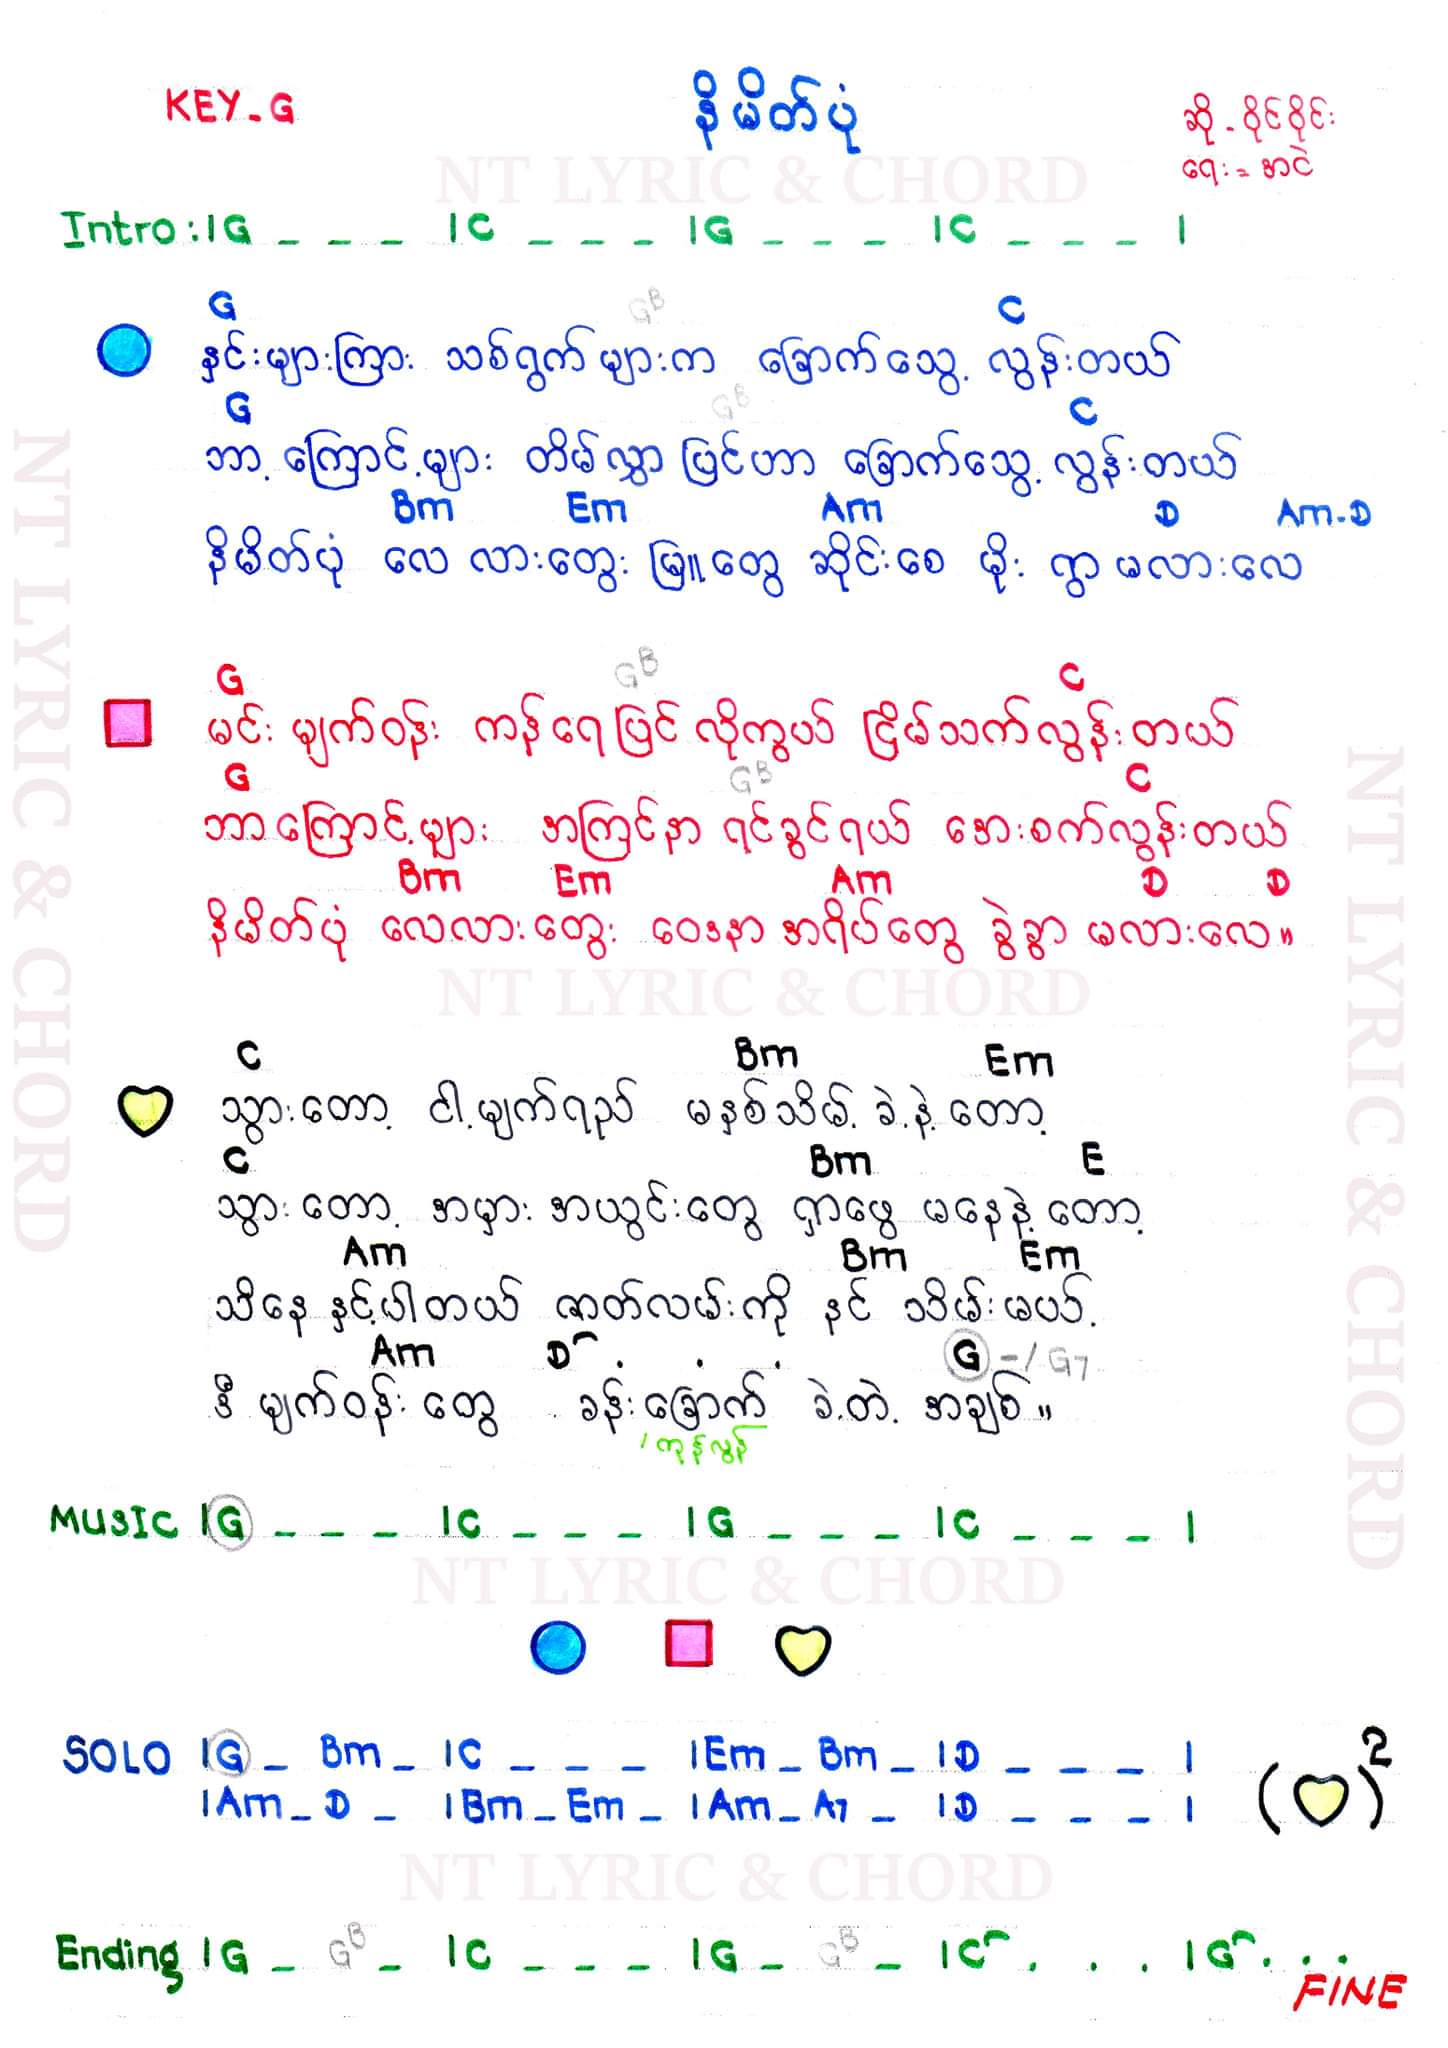 KEY-G
နိမိတ်ပုံ
ဆို - ဝိုင်ဝိုင်း
ရေး = အငဲ
NT LYRIC & CHORD
Intro : | G _ _ _ | C _ _ _ | G _ _ _ | C _ _ _ |
G GB C
နှင်းများကြား သစ်ရွက်များက ခြောက်သွေ့ လွန်းတယ်
G GB C
ဘာ့ ကြောင့်များ တိမ်လွှာ ပြင်ဟာ ခြောက်သွေ့ လွန်းတယ်
Bm Em Am D Am-D
နိမိတ်ပုံ လေ လားတွေး မြူတွေ ဆိုင်းစေ မိုး ရွာ မလားလေ
G GB C
မင်း မျက်ဝန်း ကန်ရေပြင် လိုကွယ် ငြိမ်သက်လွန်းတယ်
G GB C
ဘာကြောင့်များ အကြင်နာ ရင်ခွင်ရယ် အေးစက်လွန်းတယ်
Bm Em Am D D
နိမိတ်ပုံ လေလားတွေး ဝေဒနာ အရိပ်တွေ ခွဲခွာ မလားလေ။
NT LYRIC & CHORD
C Bm Em
သွားတော့ ငါ့မျက်ရည် မနှစ်သိမ့် ခဲ့နဲ့ တော့
C Bm E
သွား တော့ အမှား အယွင်းတွေ ရှာဖွေ မနေနဲ့ တော့
Am Bm Em
သိနေ နှင့်ပါတယ် ဇာတ်လမ်းကို နင် သိမ်းမယ့်
Am D . . . G -/G7
ဒီ မျက်ဝန်း တွေ ခန်းခြောက် ခဲ့တဲ့ အချစ်။
ကုန်လွန်
MUSIC | G _ _ _ | C _ _ _ | G _ _ _ | C _ _ _ |
NT LYRIC & CHORD
SOLO | G _ Bm _ | C _ _ _ | Em _ Bm _ | D _ _ _ |
| Am _ D _ | Bm _ Em _ | Am _ A7 _ | D _ _ _ | ( )2
NT LYRIC & CHORD
Ending | G _ GB _ | C _ _ _ | G _ GB _ | C . . . | G . . .
FINE
NT LYRIC & CHORD
NT LYRIC & CHORD